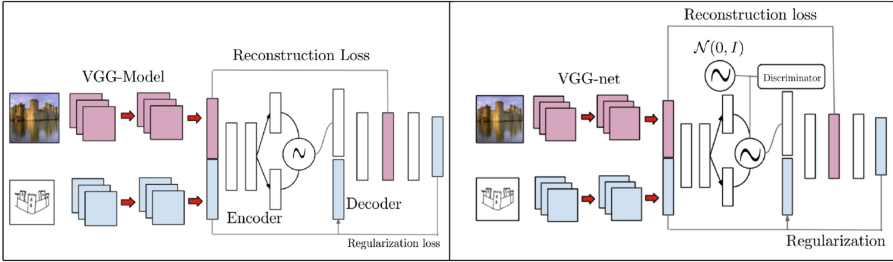 Reconstruction Loss
VGG-Model
Encoder
Decoder
Regularization loss
Reconstruction loss
N(0, I)
VGG-net
Discriminator
Regularization